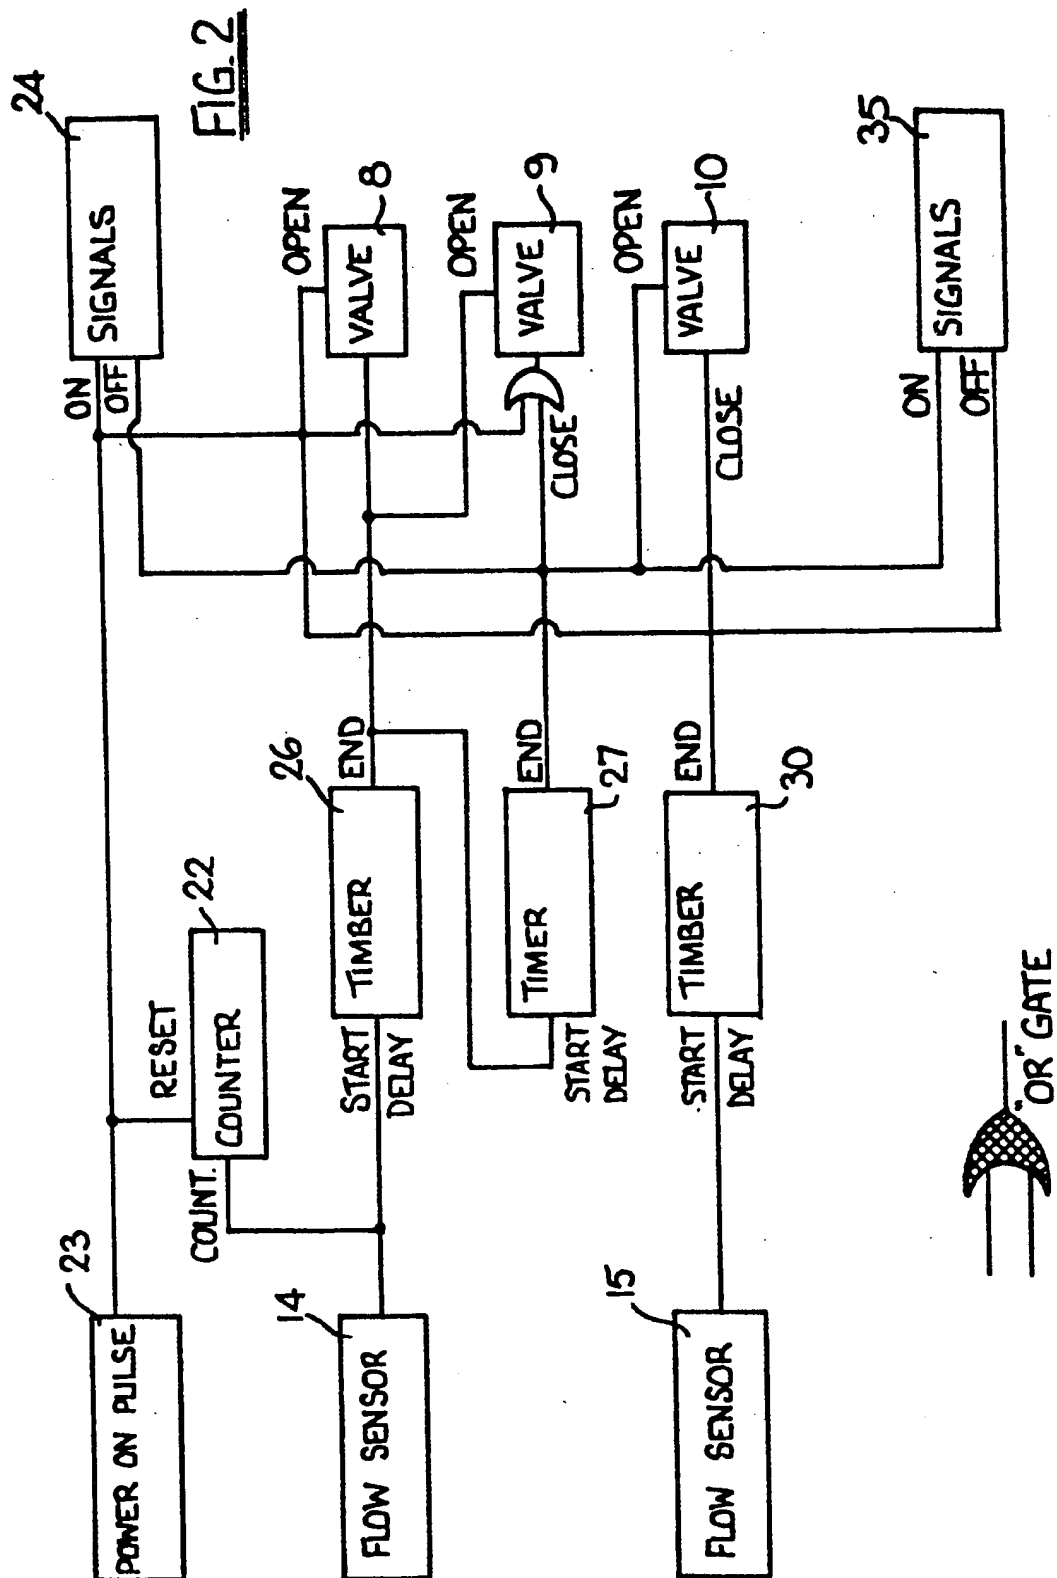 FIG. 2
24
SIGNALS
ON
OFF
OPEN
8
VALVE
OPEN
9
VALVE
CLOSE
OPEN
10
VALVE
CLOSE
35
SIGNALS
ON
OFF
26
END
TIMBER
START
DELAY
END
27
TIMER
START
DELAY
END
30
TIMBER
START
DELAY
22
RESET
COUNTER
COUNT.
23
POWER ON PULSE
14
FLOW SENSOR
15
FLOW SENSOR
"OR" GATE